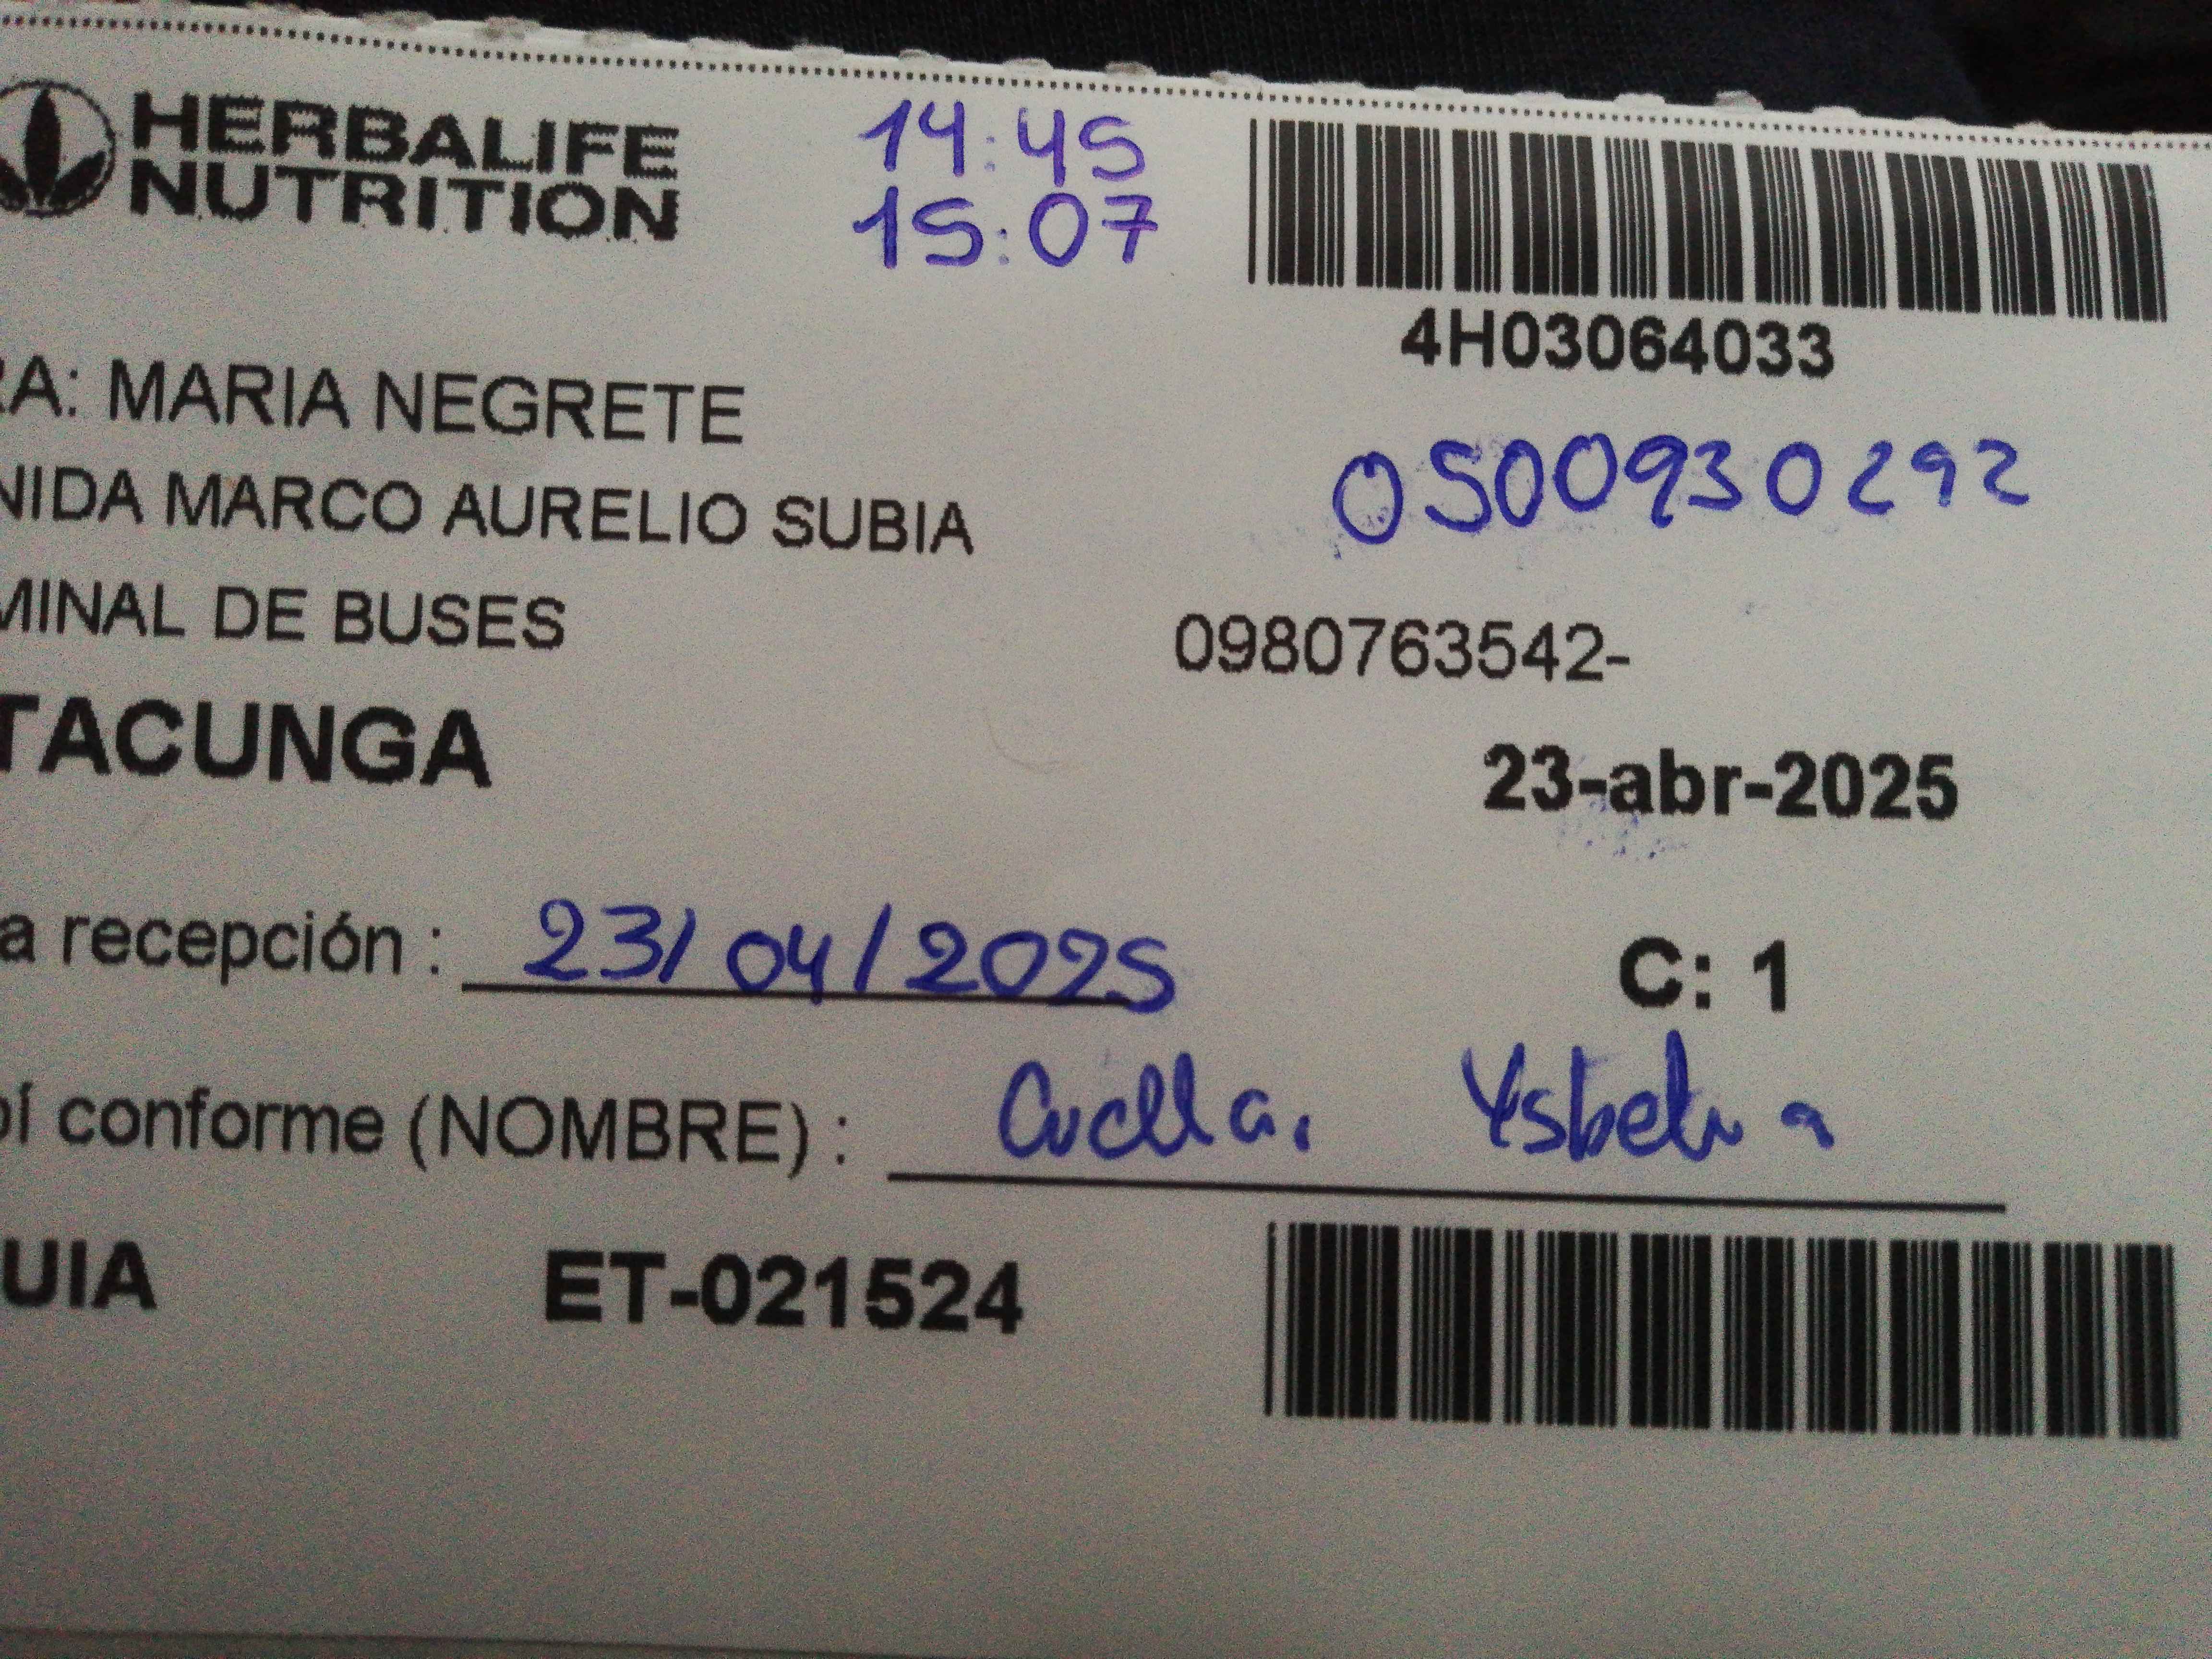 HERBALIFE
NUTRITION
14:45
15:07
4H03064033
RA: MARIA NEGRETE
0500930292
NIDA MARCO AURELIO SUBIA
MINAL DE BUSES
0980763542-
TACUNGA
23-abr-2025
a recepción : 23/04/2025
C: 1
bí conforme (NOMBRE) :
UIA
ET-021524